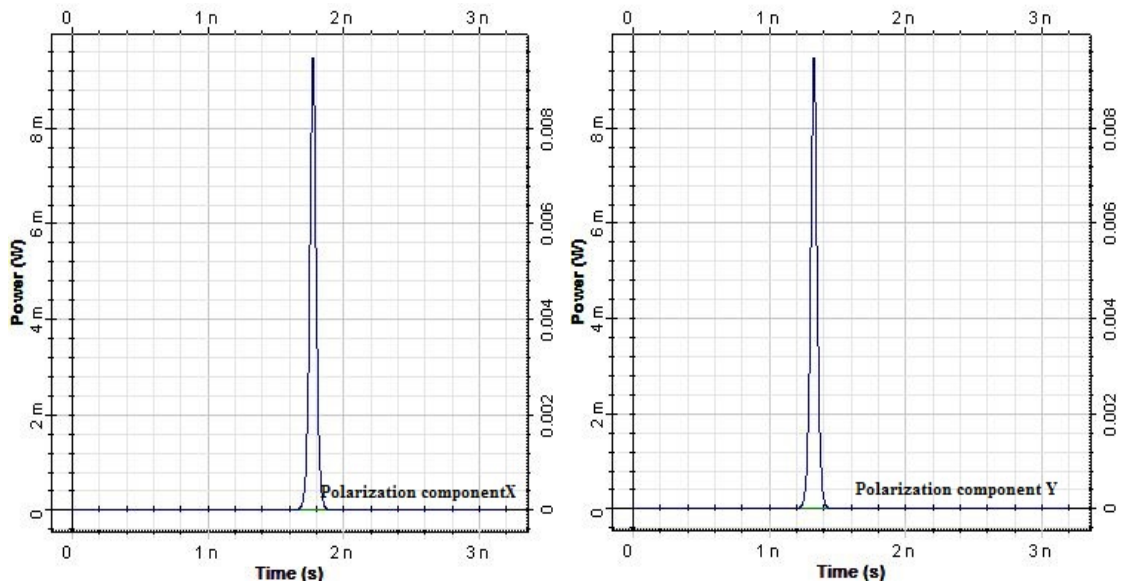 0 1 n 2 n 3 n
Power (W)
8 m
6 m
4 m
2 m
0
0.008
0.006
0.004
0.002
0
Polarization componentX
0 1 n 2 n 3 n
Time (s)
0 1 n 2 n 3 n
Power (W)
8 m
6 m
4 m
2 m
0
0.008
0.006
0.004
0.002
0
Polarization component Y
0 1 n 2 n 3 n
Time (s)